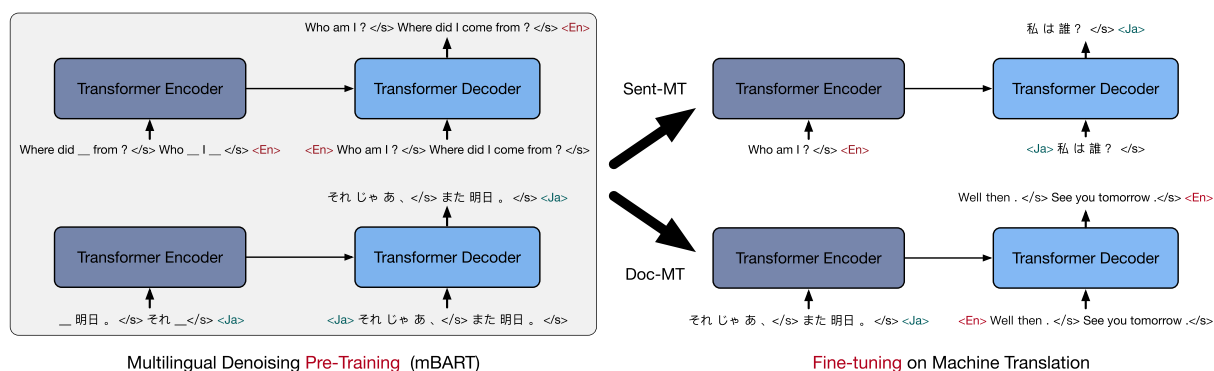 Who am I ? </s> Where did I come from ? </s> <En>
Transformer Encoder
Transformer Decoder
Where did __ from ? </s> Who __ I __ </s> <En>
<En> Who am I ? </s> Where did I come from ? </s>
それ じゃ あ 、</s> また 明日 。 </s> <Ja>
Transformer Encoder
Transformer Decoder
__ 明日 。 </s> それ __</s> <Ja>
<Ja> それ じゃ あ 、</s> また 明日 。 </s>
Multilingual Denoising Pre-Training (mBART)
Sent-MT
Doc-MT
私 は 誰 ? </s> <Ja>
Transformer Encoder
Transformer Decoder
Who am I ? </s> <En>
<Ja> 私 は 誰 ? </s>
Well then . </s> See you tomorrow .</s> <En>
Transformer Encoder
Transformer Decoder
それ じゃ あ 、</s> また 明日 。 </s> <Ja>
<En> Well then . </s> See you tomorrow .</s>
Fine-tuning on Machine Translation